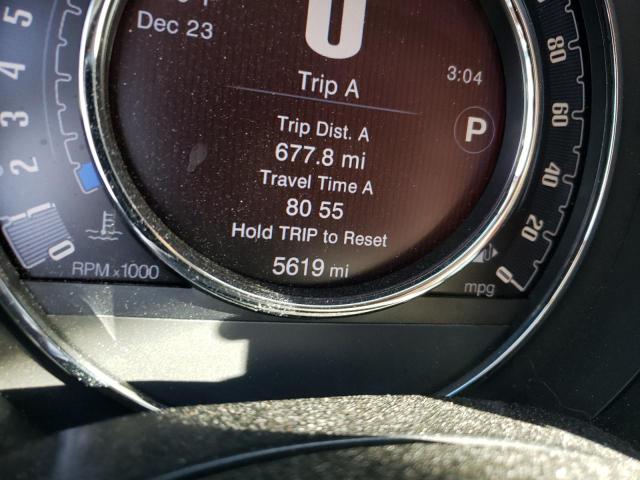 Dec 23
0
Trip A
3:04
Trip Dist. A
677.8 mi
P
Travel Time A
80 55
Hold TRIP to Reset
5619 mi
5
4
3
2
1
0
RPM x1000
80
60
40
20
0
mpg